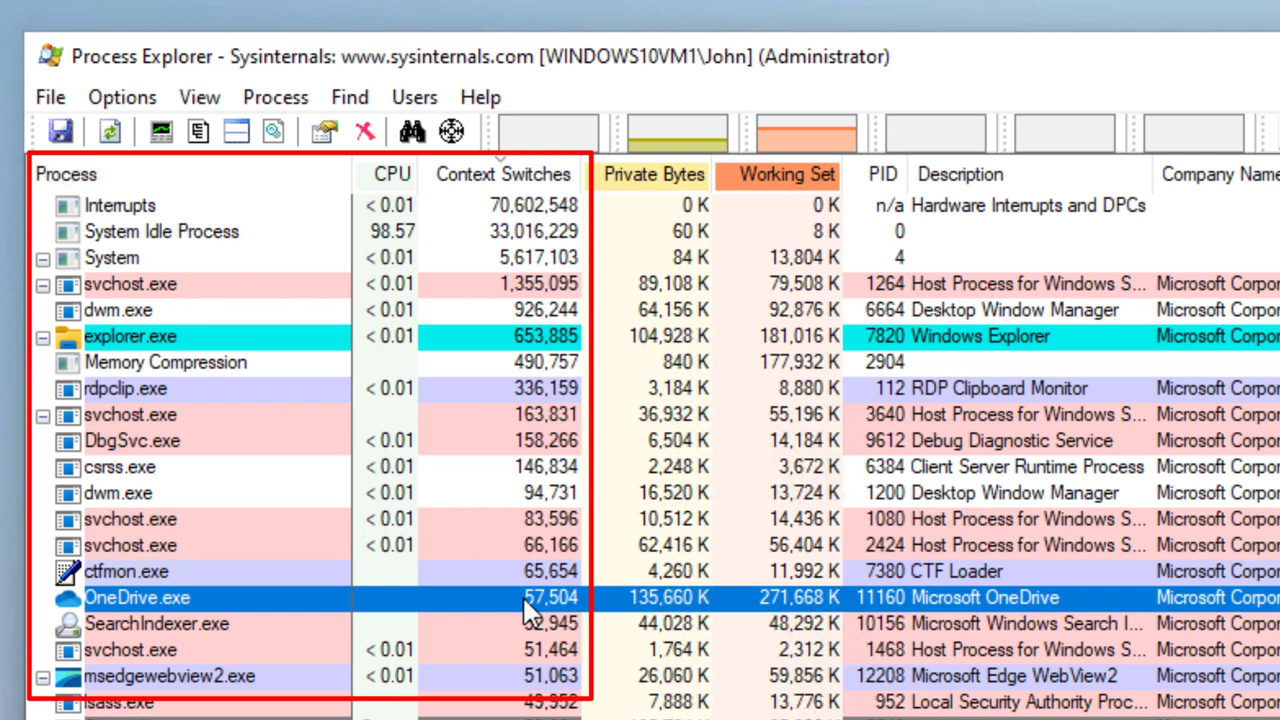 Process Explorer - Sysinternals: www.sysinternals.com [WINDOWS10VM1\John] (Administrator)
File Options View Process Find Users Help
Process CPU Context Switches Private Bytes Working Set PID Description Company Name
Interrupts < 0.01 70,602,548 0 K 0 K n/a Hardware Interrupts and DPCs
System Idle Process 98.57 33,016,229 60 K 8 K 0
System < 0.01 5,617,103 84 K 13,804 K 4
svchost.exe < 0.01 1,355,095 89,108 K 79,508 K 1264 Host Process for Windows S... Microsoft Corpor
dwm.exe < 0.01 926,244 64,156 K 92,876 K 6664 Desktop Window Manager Microsoft Corpor
explorer.exe < 0.01 653,885 104,928 K 181,016 K 7820 Windows Explorer Microsoft Corpor
Memory Compression 490,757 840 K 177,932 K 2904
rdpclip.exe < 0.01 336,159 3,184 K 8,880 K 112 RDP Clipboard Monitor Microsoft Corpor
svchost.exe 163,831 36,932 K 55,196 K 3640 Host Process for Windows S... Microsoft Corpor
DbgSvc.exe < 0.01 158,266 6,504 K 14,184 K 9612 Debug Diagnostic Service Microsoft Corpor
csrss.exe < 0.01 146,834 2,248 K 3,672 K 6384 Client Server Runtime Process Microsoft Corpor
dwm.exe < 0.01 94,731 16,520 K 13,724 K 1200 Desktop Window Manager Microsoft Corpor
svchost.exe < 0.01 83,596 10,512 K 14,436 K 1080 Host Process for Windows S... Microsoft Corpor
svchost.exe < 0.01 66,166 62,416 K 56,404 K 2424 Host Process for Windows S... Microsoft Corpor
ctfmon.exe 65,654 4,260 K 11,992 K 7380 CTF Loader Microsoft Corpor
OneDrive.exe 57,504 135,660 K 271,668 K 11160 Microsoft OneDrive Microsoft Corpor
SearchIndexer.exe 44,028 K 48,292 K 10156 Microsoft Windows Search I... Microsoft Corpor
svchost.exe < 0.01 51,464 1,764 K 2,312 K 1468 Host Process for Windows S... Microsoft Corpor
msedgewebview2.exe < 0.01 51,063 26,060 K 59,856 K 12208 Microsoft Edge WebView2 Microsoft Corpor
lsass.exe 49,952 7,888 K 13,776 K 952 Local Security Authority Proc... Microsoft Corpor